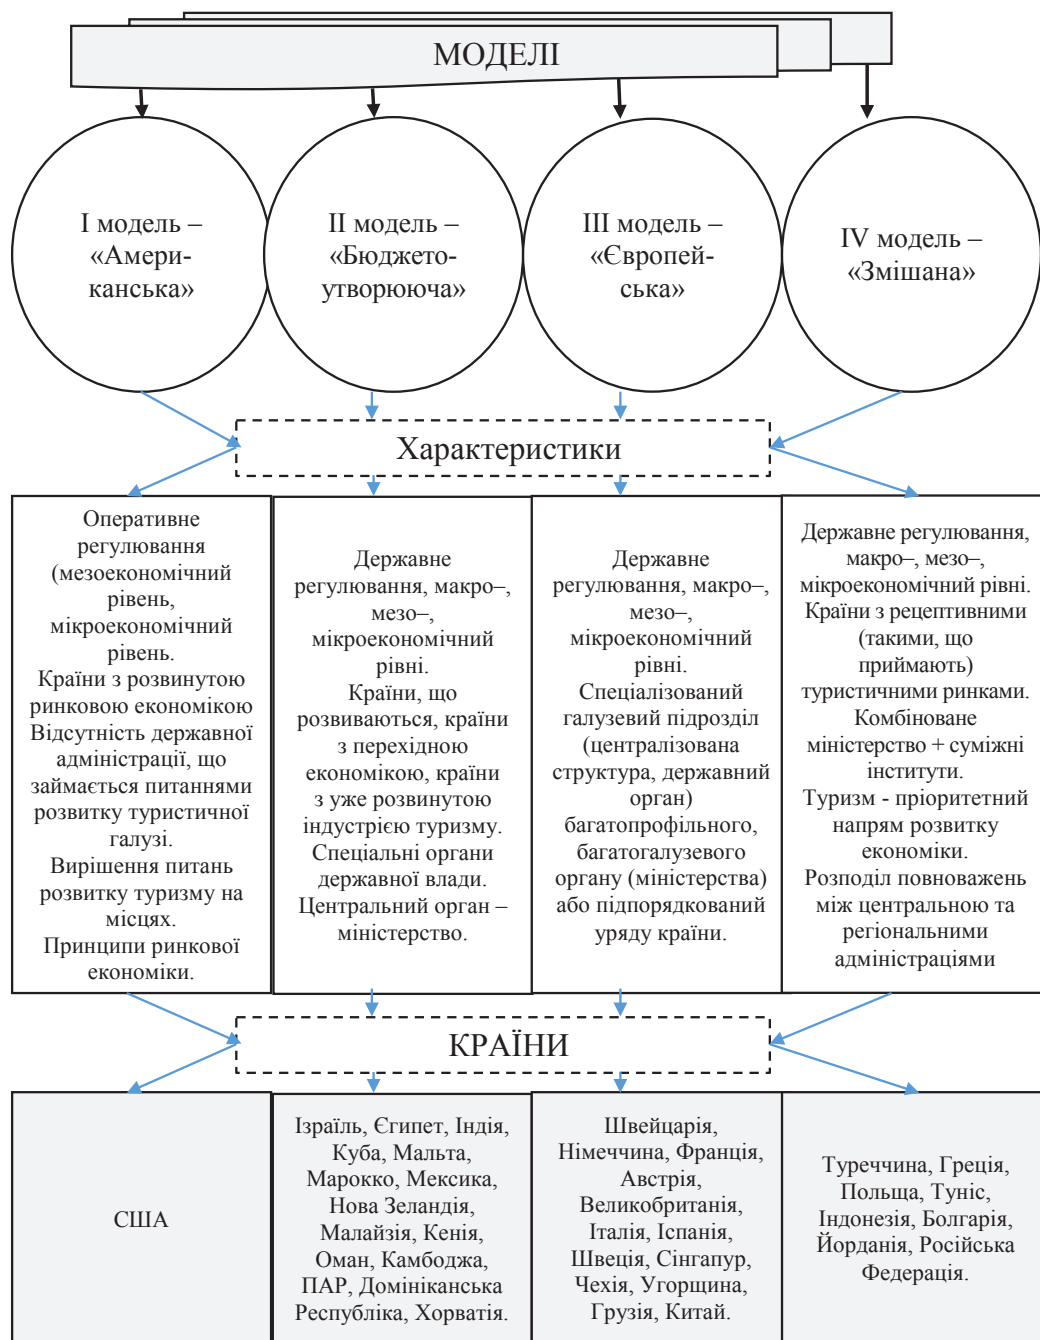 МОДЕЛІ
І модель –
«Амери-
канська»
ІІ модель –
«Бюджето-
утворююча»
ІІІ модель –
«Європей-
ська»
IV модель –
«Змішана»
Характеристики
Оперативне
регулювання
(мезоекономічний
рівень,
мікроекономічний
рівень.
Країни з розвинутою
ринковою економікою
Відсутність державної
адміністрації, що
займається питаннями
розвитку туристичної
галузі.
Вирішення питань
розвитку туризму на
місцях.
Принципи ринкової
економіки.
Державне
регулювання, макро–,
мезо–,
мікроекономічний
рівні.
Країни, що
розвиваються, країни
з перехідною
економікою, країни
з уже розвинутою
індустрією туризму.
Спеціальні органи
державної влади.
Центральний орган –
міністерство.
Державне
регулювання, макро–,
мезо–,
мікроекономічний
рівні.
Спеціалізований
галузевий підрозділ
(централізована
структура, державний
орган)
багатопрофільного,
багатогалузевого
органу (міністерства)
або підпорядкований
уряду країни.
Державне регулювання,
макро–, мезо–,
мікроекономічний рівні.
Країни з рецептивними
(такими, що
приймають)
туристичними ринками.
Комбіноване
міністерство + суміжні
інститути.
Туризм - пріоритетний
напрям розвитку
економіки.
Розподіл повноважень
між центральною та
регіональними
адміністраціями
КРАЇНИ
США
Ізраїль, Єгипет, Індія,
Куба, Мальта,
Марокко, Мексика,
Нова Зеландія,
Малайзія, Кенія,
Оман, Камбоджа,
ПАР, Домініканська
Республіка, Хорватія.
Швейцарія,
Німеччина, Франція,
Австрія,
Великобританія,
Італія, Іспанія,
Швеція, Сінгапур,
Чехія, Угорщина,
Грузія, Китай.
Туреччина, Греція,
Польща, Туніс,
Індонезія, Болгарія,
Йорданія, Російська
Федерація.